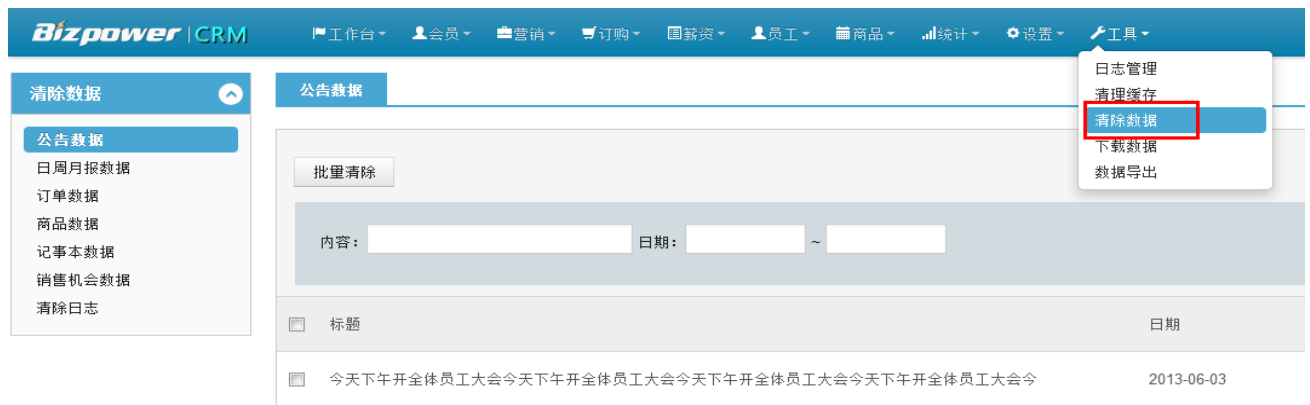 Bizpower | CRM 工作台 会员 营销 订购 薪资 员工 商品 统计 设置 工具
日志管理
清理缓存
清除数据
下载数据
数据导出
清除数据
公告数据
日周月报数据
订单数据
商品数据
记事本数据
销售机会数据
清除日志
公告数据
批量清除
内容： 日期： ~
标题 日期
今天下午开全体员工大会今天下午开全体员工大会今天下午开全体员工大会今天下午开全体员工大会今 2013-06-03